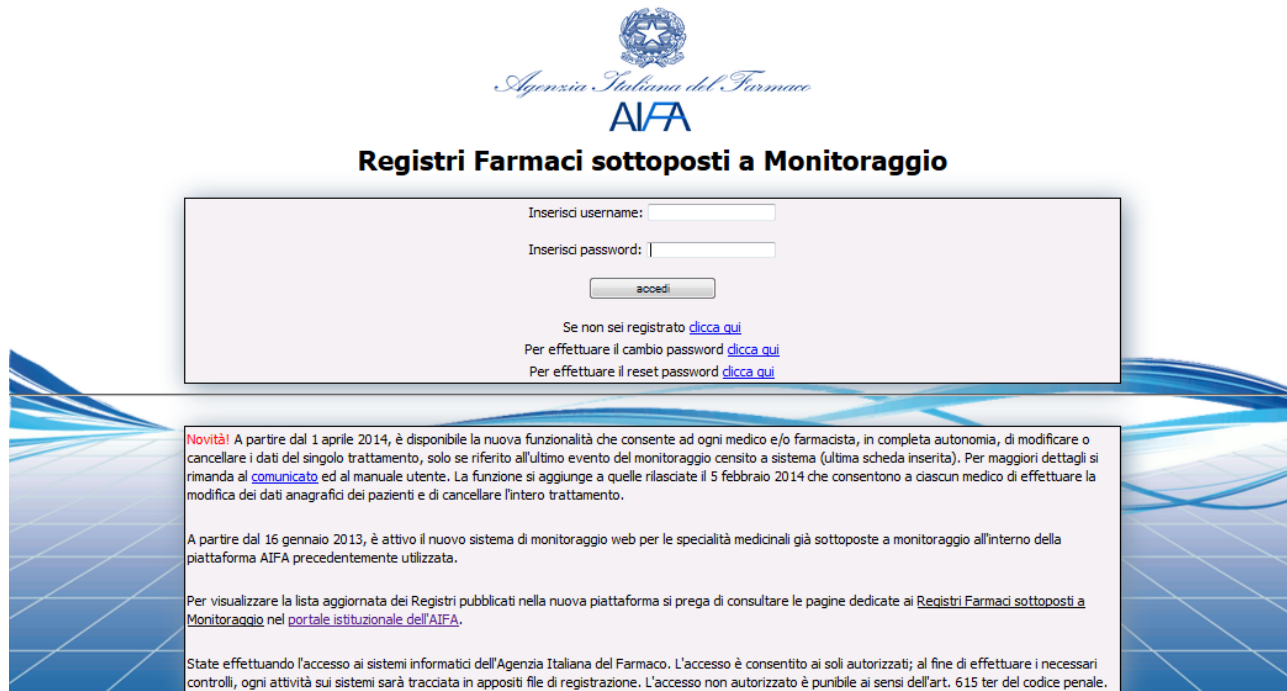 Agenzia Italiana del Farmaco
AIFA
Registri Farmaci sottoposti a Monitoraggio
Inserisci username:
Inserisci password:
accedi
Se non sei registrato clicca qui
Per effettuare il cambio password clicca qui
Per effettuare il reset password clicca qui
Novità! A partire dal 1 aprile 2014, è disponibile la nuova funzionalità che consente ad ogni medico e/o farmacista, in completa autonomia, di modificare o
cancellare i dati del singolo trattamento, solo se riferito all'ultimo evento del monitoraggio censito a sistema (ultima scheda inserita). Per maggiori dettagli si
rimanda al comunicato ed al manuale utente. La funzione si aggiunge a quelle rilasciate il 5 febbraio 2014 che consentono a ciascun medico di effettuare la
modifica dei dati anagrafici dei pazienti e di cancellare l'intero trattamento.
A partire dal 16 gennaio 2013, è attivo il nuovo sistema di monitoraggio web per le specialità medicinali già sottoposte a monitoraggio all'interno della
piattaforma AIFA precedentemente utilizzata.
Per visualizzare la lista aggiornata dei Registri pubblicati nella nuova piattaforma si prega di consultare le pagine dedicate ai Registri Farmaci sottoposti a
Monitoraggio nel portale istituzionale dell'AIFA.
State effettuando l'accesso ai sistemi informatici dell'Agenzia Italiana del Farmaco. L'accesso è consentito ai soli autorizzati; al fine di effettuare i necessari
controlli, ogni attività sui sistemi sarà tracciata in appositi file di registrazione. L'accesso non autorizzato è punibile ai sensi dell'art. 615 ter del codice penale.